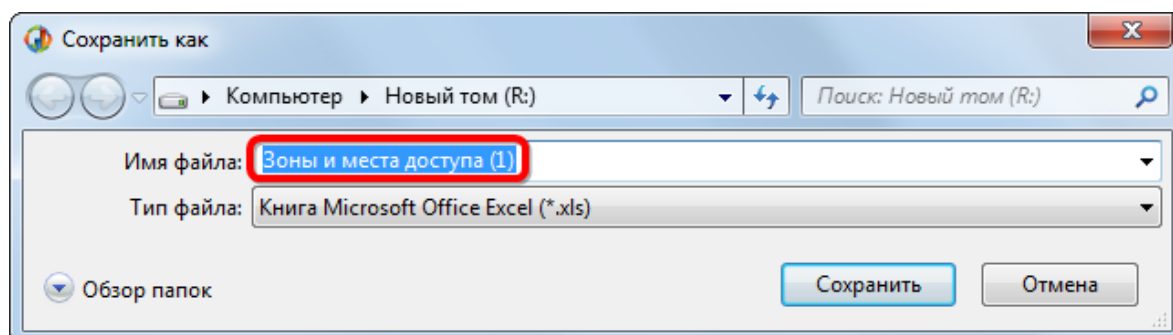 Сохранить как
Компьютер Новый том (R:) Поиск: Новый том (R:)
Имя файла: Зоны и места доступа (1)
Тип файла: Книга Microsoft Office Excel (*.xls)
Обзор папок Сохранить Отмена